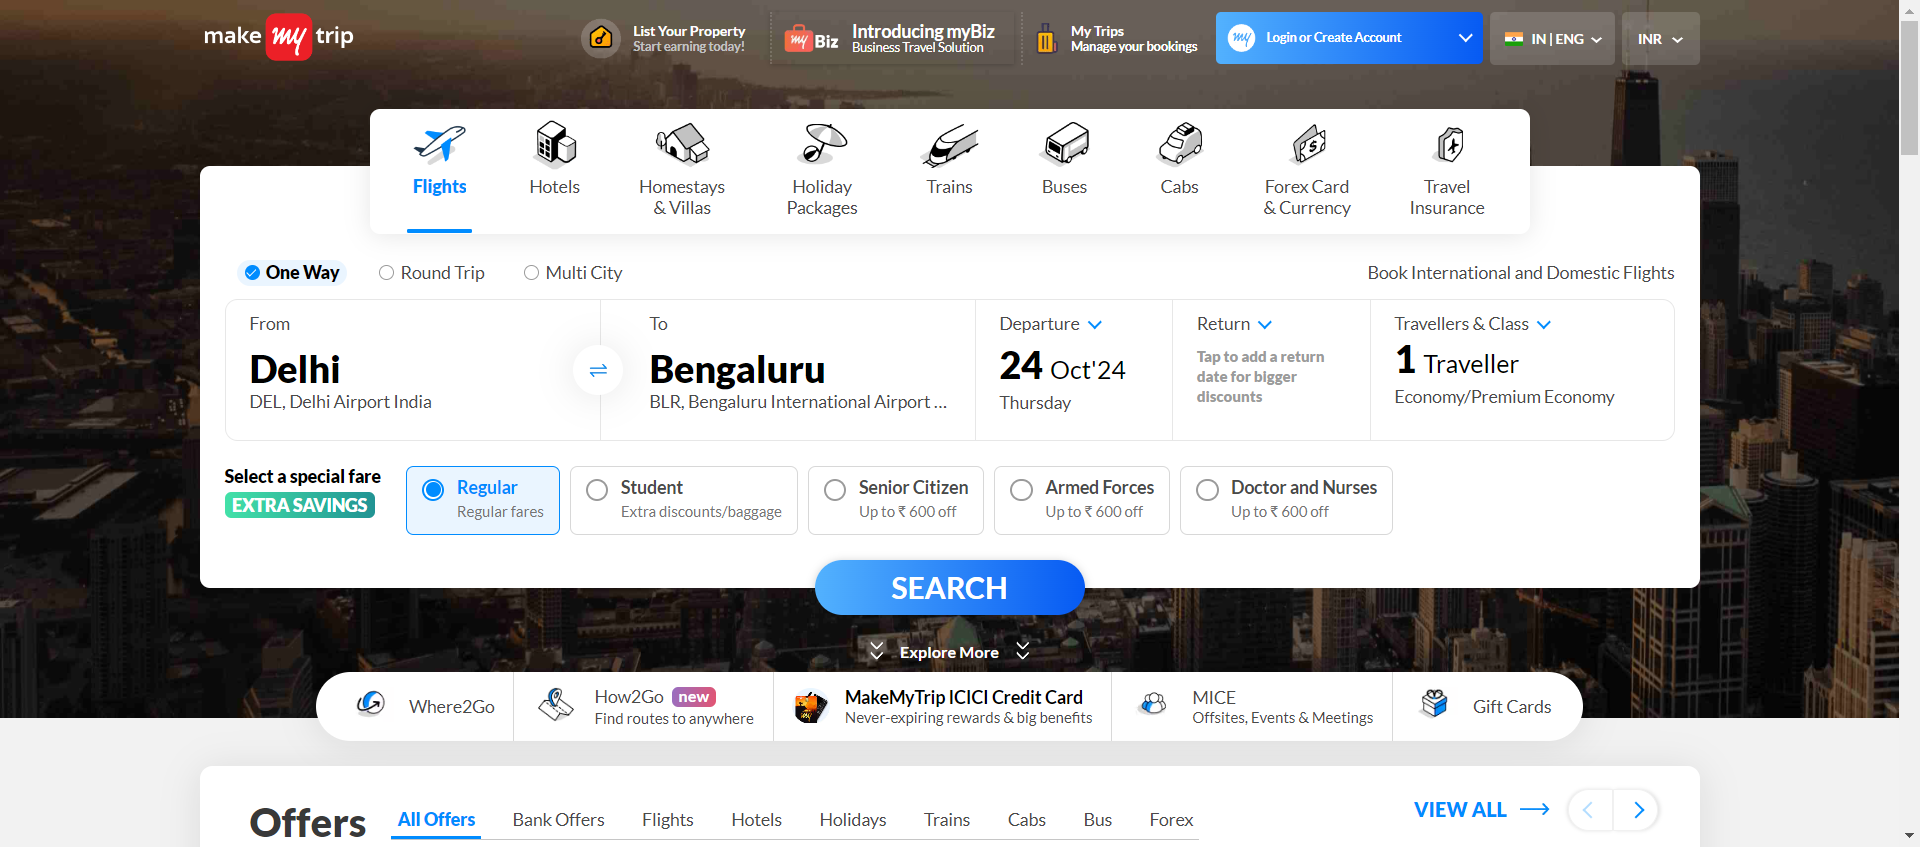 make my trip
List Your Property
Start earning today!
my Biz
Introducing myBiz
Business Travel Solution
My Trips
Manage your bookings
my
Login or Create Account
IN | ENG
INR
Flights
Hotels
Homestays
& Villas
Holiday
Packages
Trains
Buses
Cabs
Forex Card
& Currency
Travel
Insurance
One Way
Round Trip
Multi City
Book International and Domestic Flights
From
Delhi
DEL, Delhi Airport India
To
Bengaluru
BLR, Bengaluru International Airport ...
Departure
24 Oct'24
Thursday
Return
Tap to add a return
date for bigger
discounts
Travellers & Class
1 Traveller
Economy/Premium Economy
Select a special fare
EXTRA SAVINGS
Regular
Regular fares
Student
Extra discounts/baggage
Senior Citizen
Up to ₹ 600 off
Armed Forces
Up to ₹ 600 off
Doctor and Nurses
Up to ₹ 600 off
SEARCH
Explore More
Where2Go
How2Go new
Find routes to anywhere
MakeMyTrip ICICI Credit Card
Never-expiring rewards & big benefits
MICE
Offsites, Events & Meetings
Gift Cards
Offers
All Offers
Bank Offers
Flights
Hotels
Holidays
Trains
Cabs
Bus
Forex
VIEW ALL